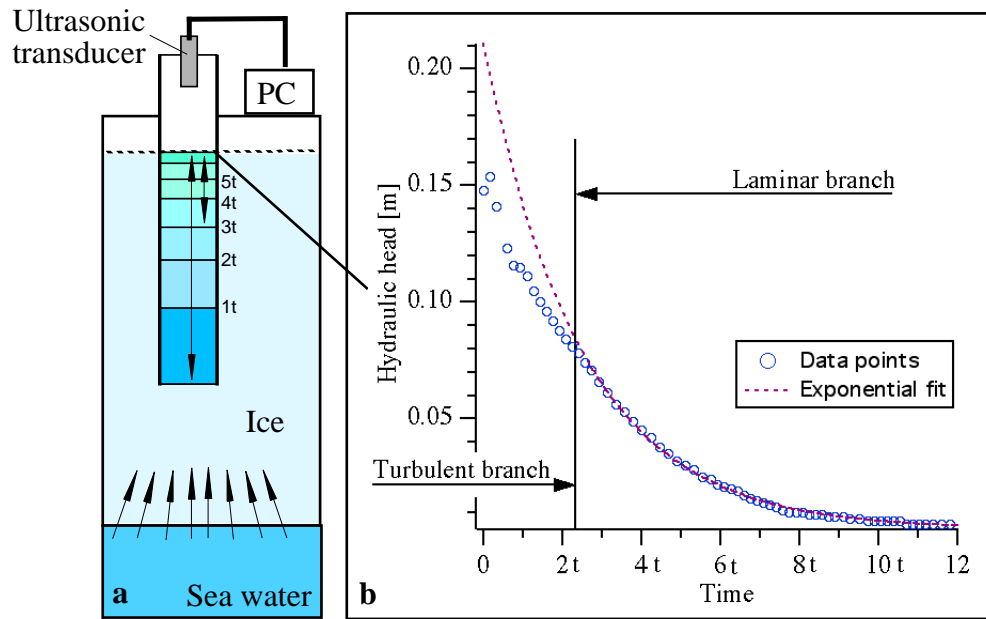 Ultrasonic
transducer
PC
5t
4t
3t
2t
1t
Ice
Sea water
a
Hydraulic head [m]
0.20
0.15
0.10
0.05
Laminar branch
Turbulent branch
Data points
Exponential fit
0 2 t 4 t 6 t 8 t 10 t 12
Time
b